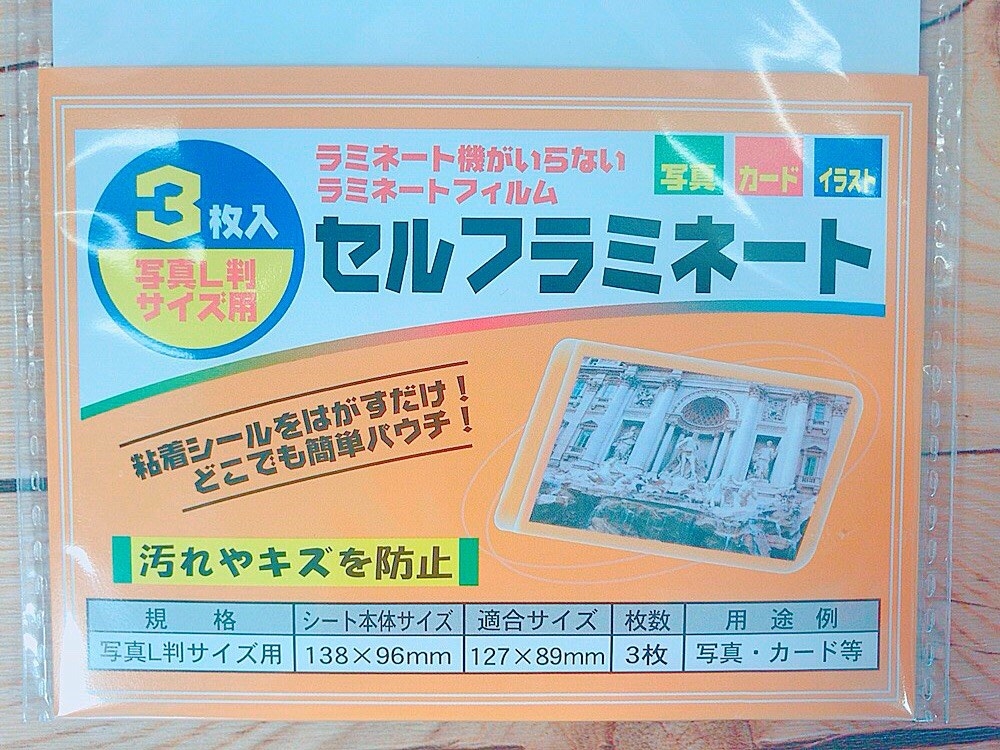 3枚入
写真L判
サイズ用
ラミネート機がいらない
ラミネートフィルム
写真
カード
イラスト
セルフラミネート
粘着シールをはがすだけ！
どこでも簡単パウチ！
汚れやキズを防止
規格 シート本体サイズ 適合サイズ 枚数 用途例
写真L判サイズ用 138×96mm 127×89mm 3枚 写真・カード等